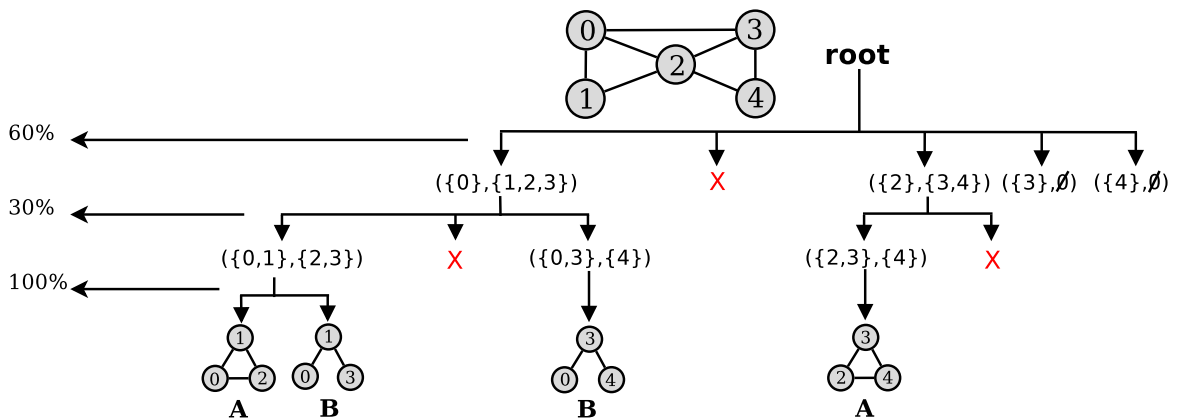 0 3
root
2
1 4
60%
({0},{1,2,3}) X ({2},{3,4}) ({3},∅) ({4},∅)
30%
({0,1},{2,3}) X ({0,3},{4}) ({2,3},{4}) X
100%
1 1 3 3
0 2 0 3 0 4 2 4
A B B A